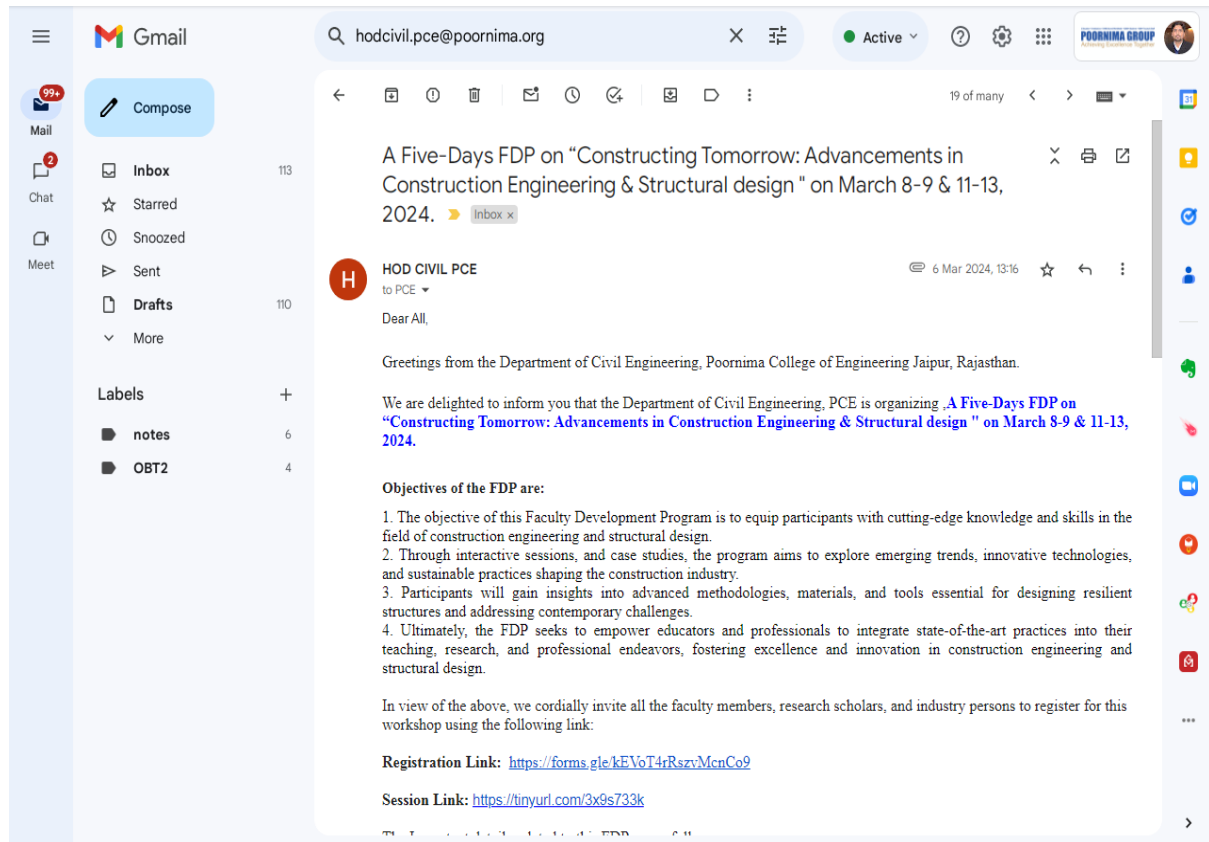 Gmail
hodcivil.pce@poornima.org
Active
POORNIMA GROUP
Achieving Excellence Together
99+
Mail
2
Chat
Meet
Compose
Inbox 113
Starred
Snoozed
Sent
Drafts 110
More
Labels
notes 6
OBT2 4
19 of many
31
A Five-Days FDP on “Constructing Tomorrow: Advancements in
Construction Engineering & Structural design " on March 8-9 & 11-13,
2024. Inbox x
H
HOD CIVIL PCE 6 Mar 2024, 13:16
to PCE
Dear All,
Greetings from the Department of Civil Engineering, Poornima College of Engineering Jaipur, Rajasthan.
We are delighted to inform you that the Department of Civil Engineering, PCE is organizing ,A Five-Days FDP on
“Constructing Tomorrow: Advancements in Construction Engineering & Structural design " on March 8-9 & 11-13,
2024.
Objectives of the FDP are:
1. The objective of this Faculty Development Program is to equip participants with cutting-edge knowledge and skills in the
field of construction engineering and structural design.
2. Through interactive sessions, and case studies, the program aims to explore emerging trends, innovative technologies,
and sustainable practices shaping the construction industry.
3. Participants will gain insights into advanced methodologies, materials, and tools essential for designing resilient
structures and addressing contemporary challenges.
4. Ultimately, the FDP seeks to empower educators and professionals to integrate state-of-the-art practices into their
teaching, research, and professional endeavors, fostering excellence and innovation in construction engineering and
structural design.
In view of the above, we cordially invite all the faculty members, research scholars, and industry persons to register for this
workshop using the following link:
Registration Link: https://forms.gle/kEVoT4rRszvMcnCo9
Session Link: https://tinyurl.com/3x9s733k